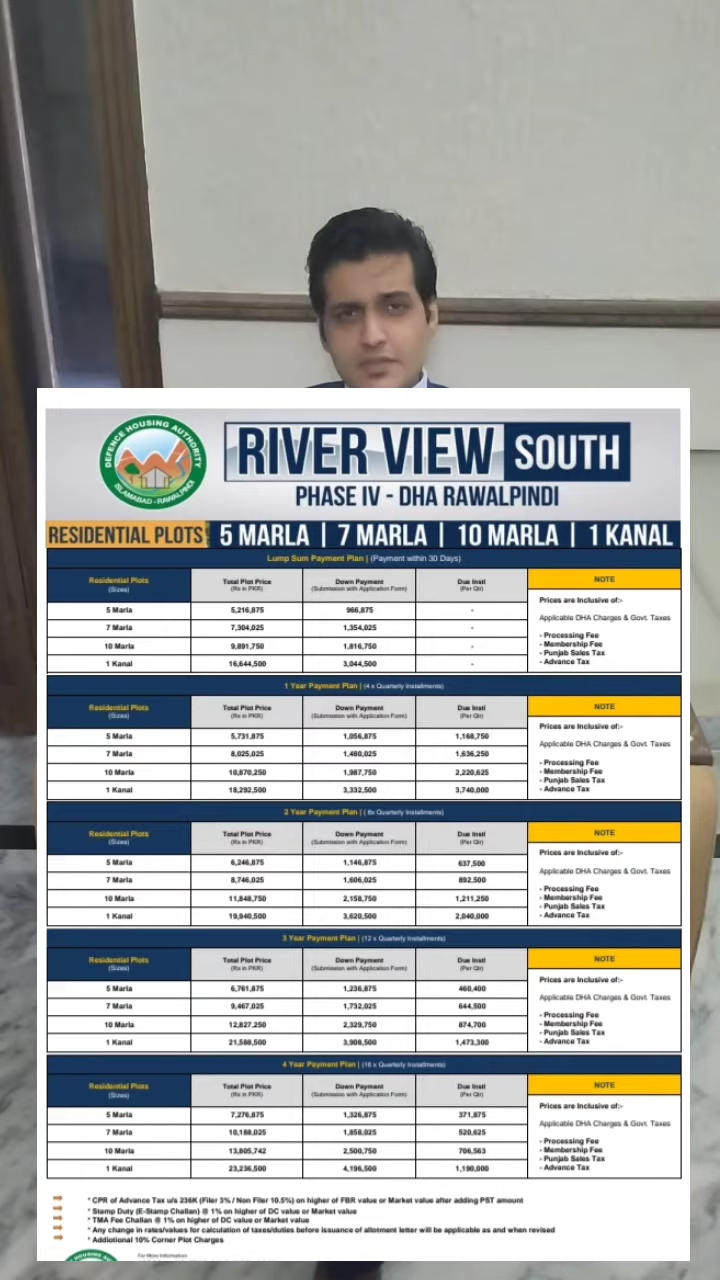 DEFENCE HOUSING AUTHORITY
ISLAMABAD - RAWALPINDI
RIVER VIEW SOUTH
PHASE IV - DHA RAWALPINDI
RESIDENTIAL PLOTS 5 MARLA | 7 MARLA | 10 MARLA | 1 KANAL
Lump Sum Payment Plan | (Payment within 30 Days)
Residential Plots (Sizes) Total Plot Price (Rs in PKR) Down Payment (Submission with Application Form) Due Instl (Per Qtr) NOTE
5 Marla 5,216,875 966,875 -
7 Marla 7,304,025 1,354,025 -
10 Marla 9,891,750 1,816,750 -
1 Kanal 16,644,500 3,044,500 -
Prices are Inclusive of:-
Applicable DHA Charges & Govt. Taxes
- Processing Fee
- Membership Fee
- Punjab Sales Tax
- Advance Tax
1 Year Payment Plan | (4 x Quarterly Installments)
Residential Plots (Sizes) Total Plot Price (Rs in PKR) Down Payment (Submission with Application Form) Due Instl (Per Qtr) NOTE
5 Marla 5,731,875 1,056,875 1,168,750
7 Marla 8,025,025 1,480,025 1,636,250
10 Marla 10,870,250 1,987,750 2,220,625
1 Kanal 18,292,500 3,332,500 3,740,000
Prices are Inclusive of:-
Applicable DHA Charges & Govt. Taxes
- Processing Fee
- Membership Fee
- Punjab Sales Tax
- Advance Tax
2 Year Payment Plan | ( 8x Quarterly Installments)
Residential Plots (Sizes) Total Plot Price (Rs in PKR) Down Payment (Submission with Application Form) Due Instl (Per Qtr) NOTE
5 Marla 6,246,875 1,146,875 637,500
7 Marla 8,746,025 1,606,025 892,500
10 Marla 11,848,750 2,158,750 1,211,250
1 Kanal 19,940,500 3,620,500 2,040,000
Prices are Inclusive of:-
Applicable DHA Charges & Govt. Taxes
- Processing Fee
- Membership Fee
- Punjab Sales Tax
- Advance Tax
3 Year Payment Plan | (12 x Quarterly Installments)
Residential Plots (Sizes) Total Plot Price (Rs in PKR) Down Payment (Submission with Application Form) Due Instl (Per Qtr) NOTE
5 Marla 6,761,875 1,236,875 460,400
7 Marla 9,467,025 1,732,025 644,500
10 Marla 12,827,250 2,329,750 874,700
1 Kanal 21,588,500 3,908,500 1,473,300
Prices are Inclusive of:-
Applicable DHA Charges & Govt. Taxes
- Processing Fee
- Membership Fee
- Punjab Sales Tax
- Advance Tax
4 Year Payment Plan | (16 x Quarterly Installments)
Residential Plots (Sizes) Total Plot Price (Rs in PKR) Down Payment (Submission with Application Form) Due Instl (Per Qtr) NOTE
5 Marla 7,276,875 1,326,875 371,875
7 Marla 10,188,025 1,858,025 520,625
10 Marla 13,805,742 2,500,750 706,563
1 Kanal 23,236,500 4,196,500 1,190,000
Prices are Inclusive of:-
Applicable DHA Charges & Govt. Taxes
- Processing Fee
- Membership Fee
- Punjab Sales Tax
- Advance Tax
* CPR of Advance Tax u/s 236K (Filer 3% / Non Filer 10.5%) on higher of FBR value or Market value after adding PST amount
* Stamp Duty (E-Stamp Challan) @ 1% on higher of DC value or Market value
* TMA Fee Challan @ 1% on higher of DC value or Market value
* Any change in rates/values for calculation of taxes/duties before issuance of allotment letter will be applicable as and when revised
* Addiotional 10% Corner Plot Charges
For More Information